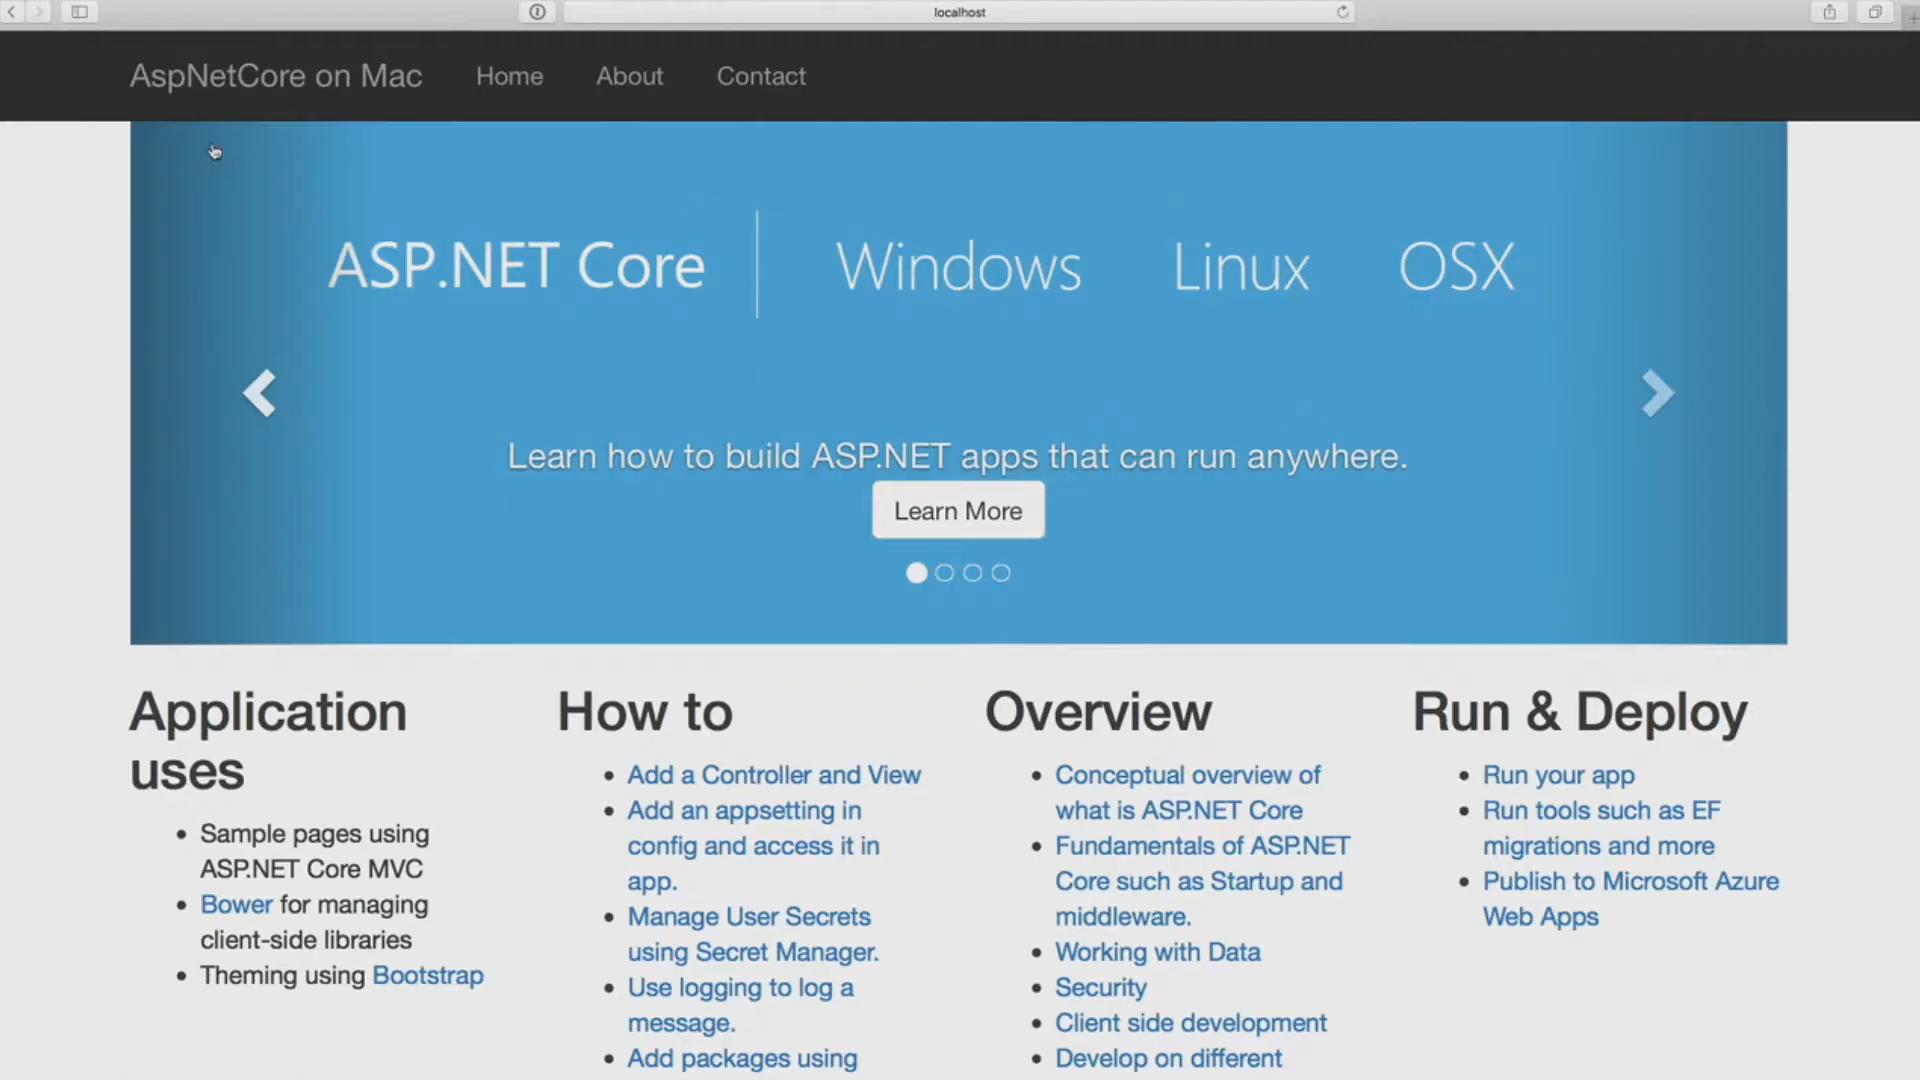 localhost
AspNetCore on Mac Home About Contact
ASP.NET Core Windows Linux OSX
Learn how to build ASP.NET apps that can run anywhere.
Learn More
Application
uses
Sample pages using
ASP.NET Core MVC
Bower for managing
client-side libraries
Theming using Bootstrap
How to
Add a Controller and View
Add an appsetting in
config and access it in
app.
Manage User Secrets
using Secret Manager.
Use logging to log a
message.
Add packages using
Overview
Conceptual overview of
what is ASP.NET Core
Fundamentals of ASP.NET
Core such as Startup and
middleware.
Working with Data
Security
Client side development
Develop on different
Run & Deploy
Run your app
Run tools such as EF
migrations and more
Publish to Microsoft Azure
Web Apps